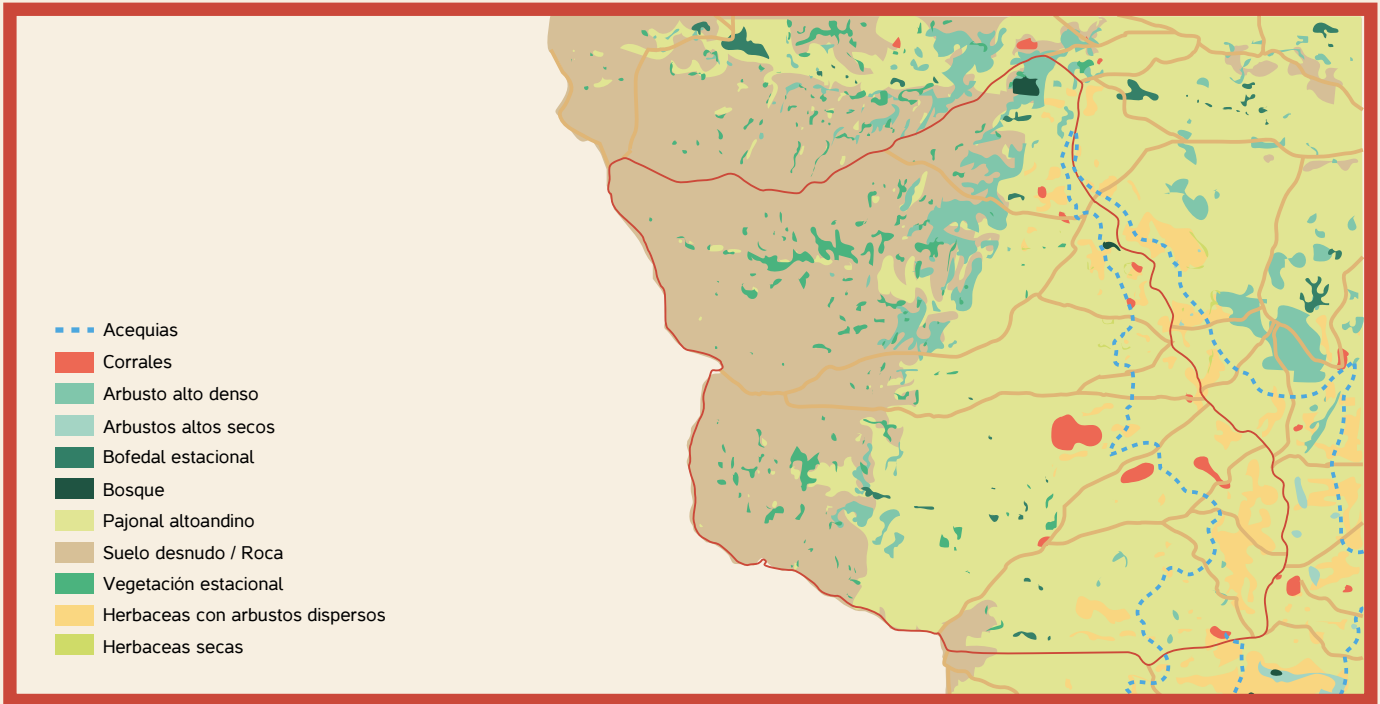 Acequias
Corrales
Arbusto alto denso
Arbustos altos secos
Bofedal estacional
Bosque
Pajonal altoandino
Suelo desnudo / Roca
Vegetación estacional
Herbaceas con arbustos dispersos
Herbaceas secas